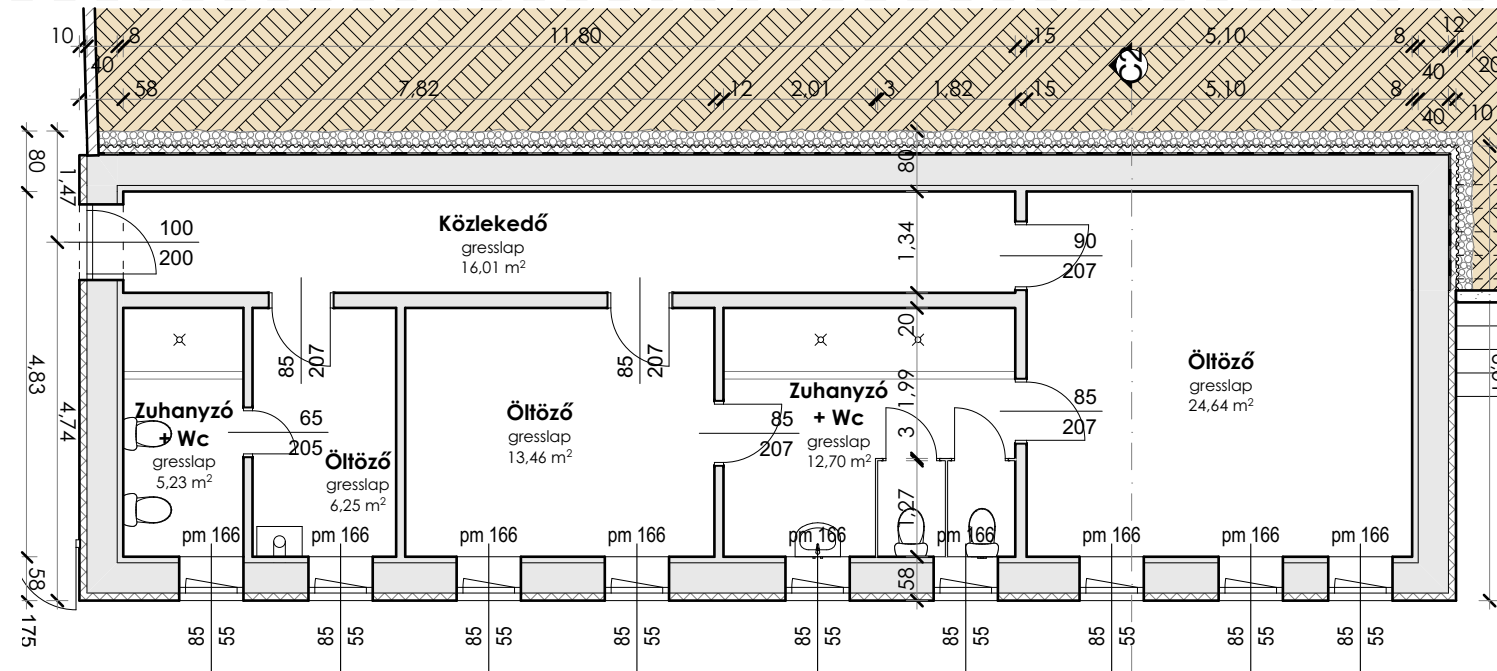 10
8
11,80
15
5,10
8
12
40
40
20
58
7,82
12
2,01
3
1,82
15
5,10
8
40
10
C2
80
1,47
80
Közlekedő
gresslap
16,01 m²
100
200
1,34
90
207
20
85
207
85
207
4,83
4,74
Zuhanyzó
+ Wc
gresslap
5,23 m²
65
205
Öltöző
gresslap
6,25 m²
Öltöző
gresslap
13,46 m²
85
207
Zuhanyzó
+ Wc
gresslap
12,70 m²
1,99
3
1,27
85
207
Öltöző
gresslap
24,64 m²
pm 166
pm 166
pm 166
pm 166
pm 166
pm 166
pm 166
pm 166
pm 166
58
58
175
85
55
85
55
85
55
85
55
85
55
85
55
85
55
85
55
85
55